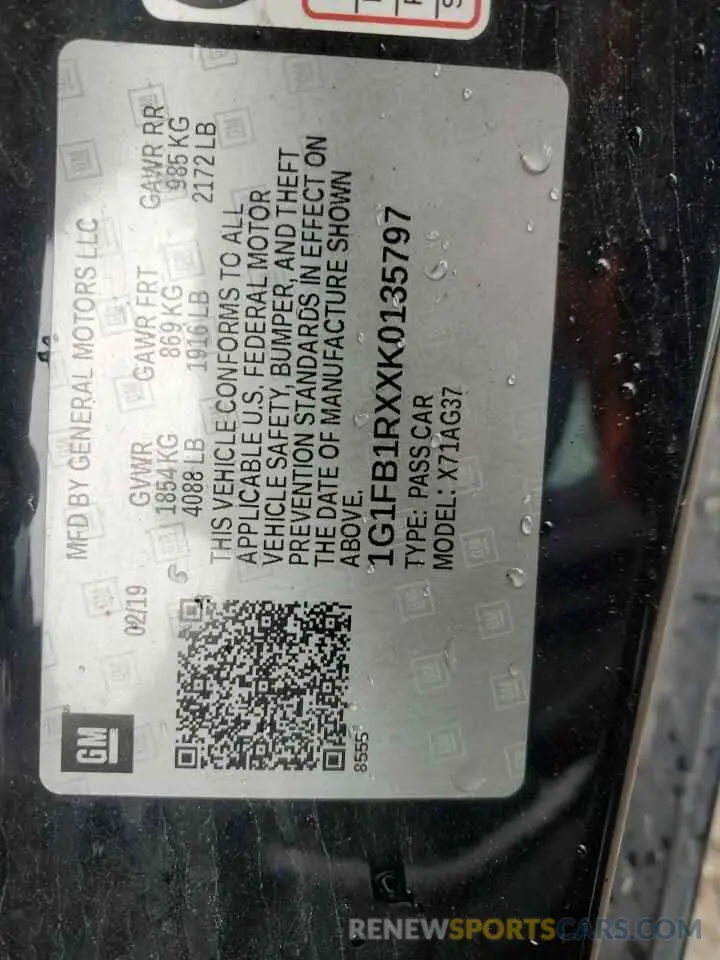 MFD BY GENERAL MOTORS LLC
02/19 GVWR GAWR FRT GAWR RR
1854 KG 869 KG 985 KG
4088 LB 1916 LB 2172 LB
THIS VEHICLE CONFORMS TO ALL
APPLICABLE U.S. FEDERAL MOTOR
VEHICLE SAFETY, BUMPER, AND THEFT
PREVENTION STANDARDS IN EFFECT ON
THE DATE OF MANUFACTURE SHOWN
ABOVE.
1G1FB1RXXK0135797
TYPE: PASS CAR
MODEL: X71AG37
GM
8555
RENEWSPORTSCARS.COM